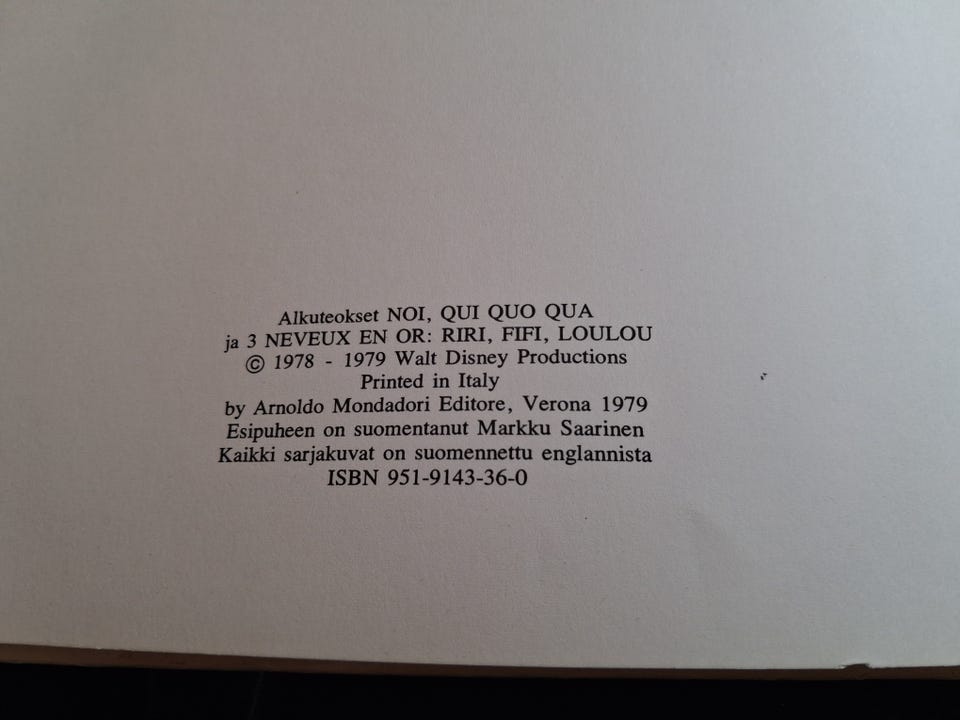 Alkuteokset NOI, QUI QUO QUA
ja 3 NEVEUX EN OR: RIRI, FIFI, LOULOU
© 1978 - 1979 Walt Disney Productions
Printed in Italy
by Arnoldo Mondadori Editore, Verona 1979
Esipuheen on suomentanut Markku Saarinen
Kaikki sarjakuvat on suomennettu englannista
ISBN 951-9143-36-0